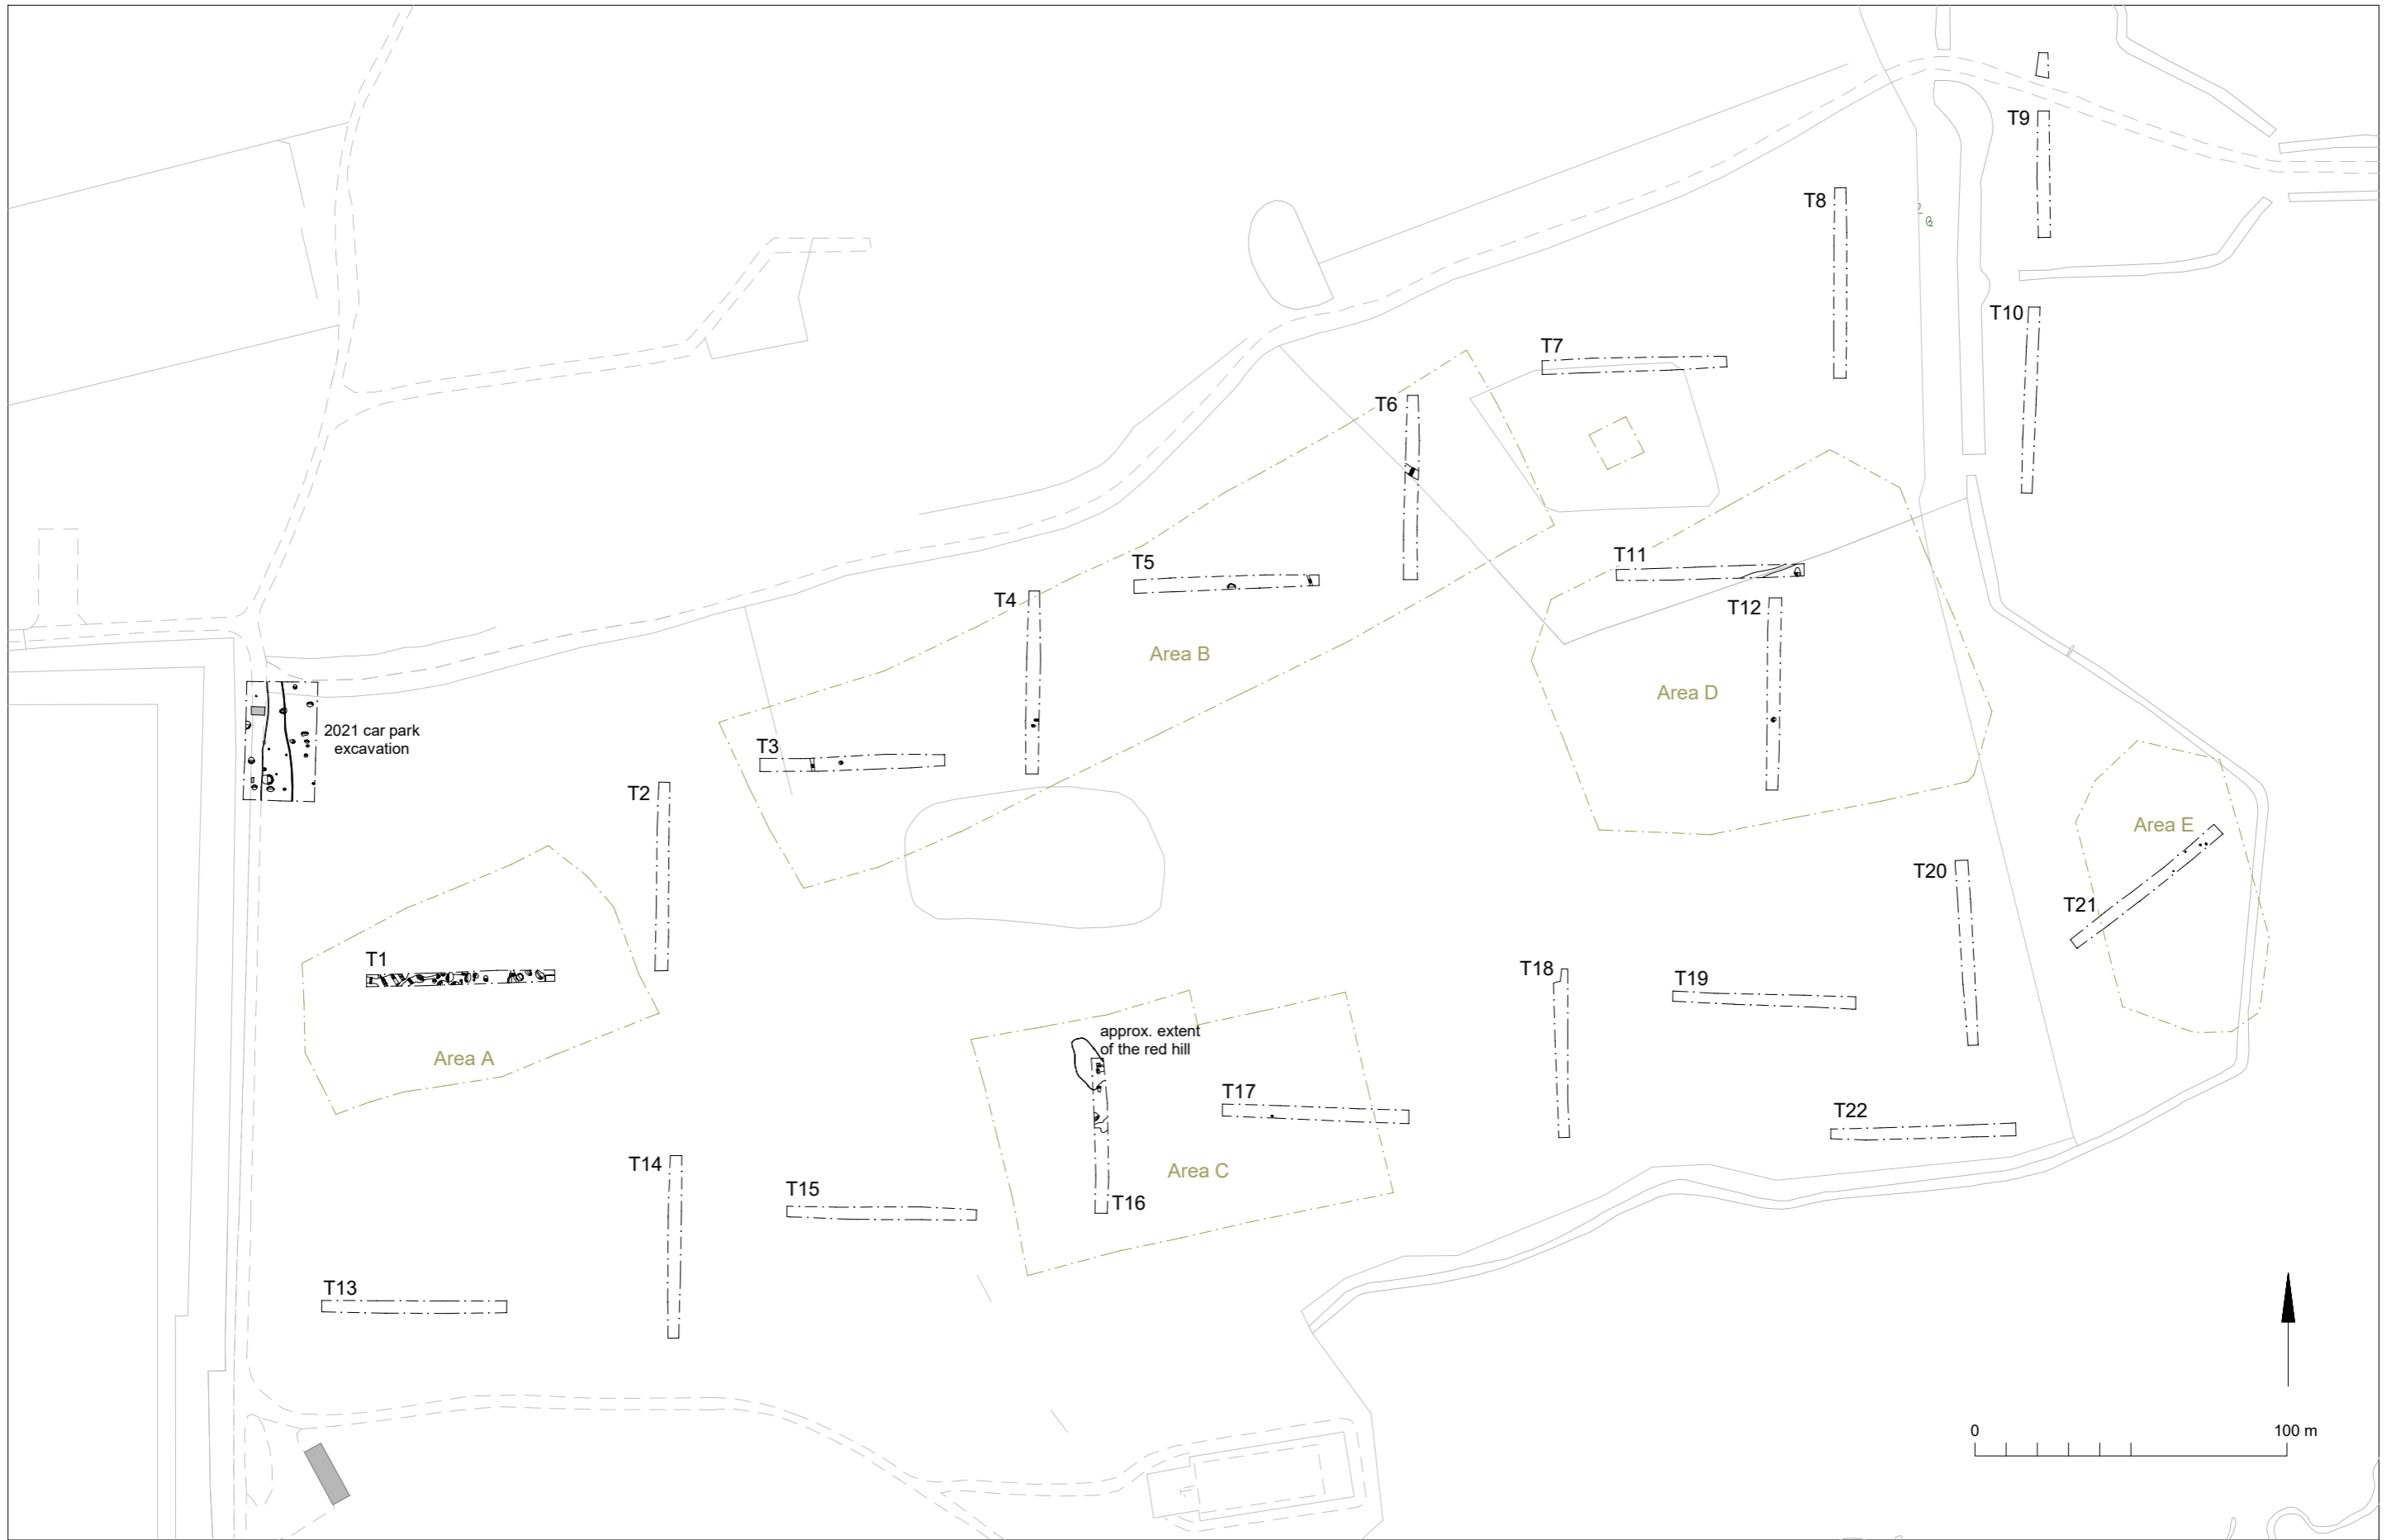 T9
T8
T10
T7
T6
T11
T5
T4
T12
Area B
Area D
2021 car park
excavation
T3
T2
Area E
T20
T21
T1
T18
T19
approx. extent
of the red hill
Area A
T17
T22
T14
Area C
T15
T16
T13
0
100 m